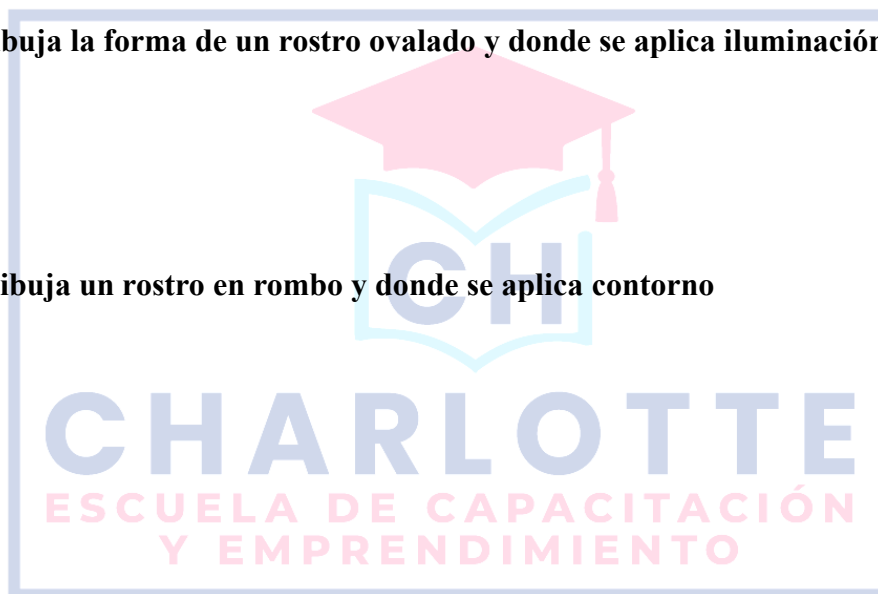 buja la forma de un rostro ovalado y donde se aplica iluminación
ibuja un rostro en rombo y donde se aplica contorno
CH
CHARLOTTE
ESCUELA DE CAPACITACIÓN
Y EMPRENDIMIENTO